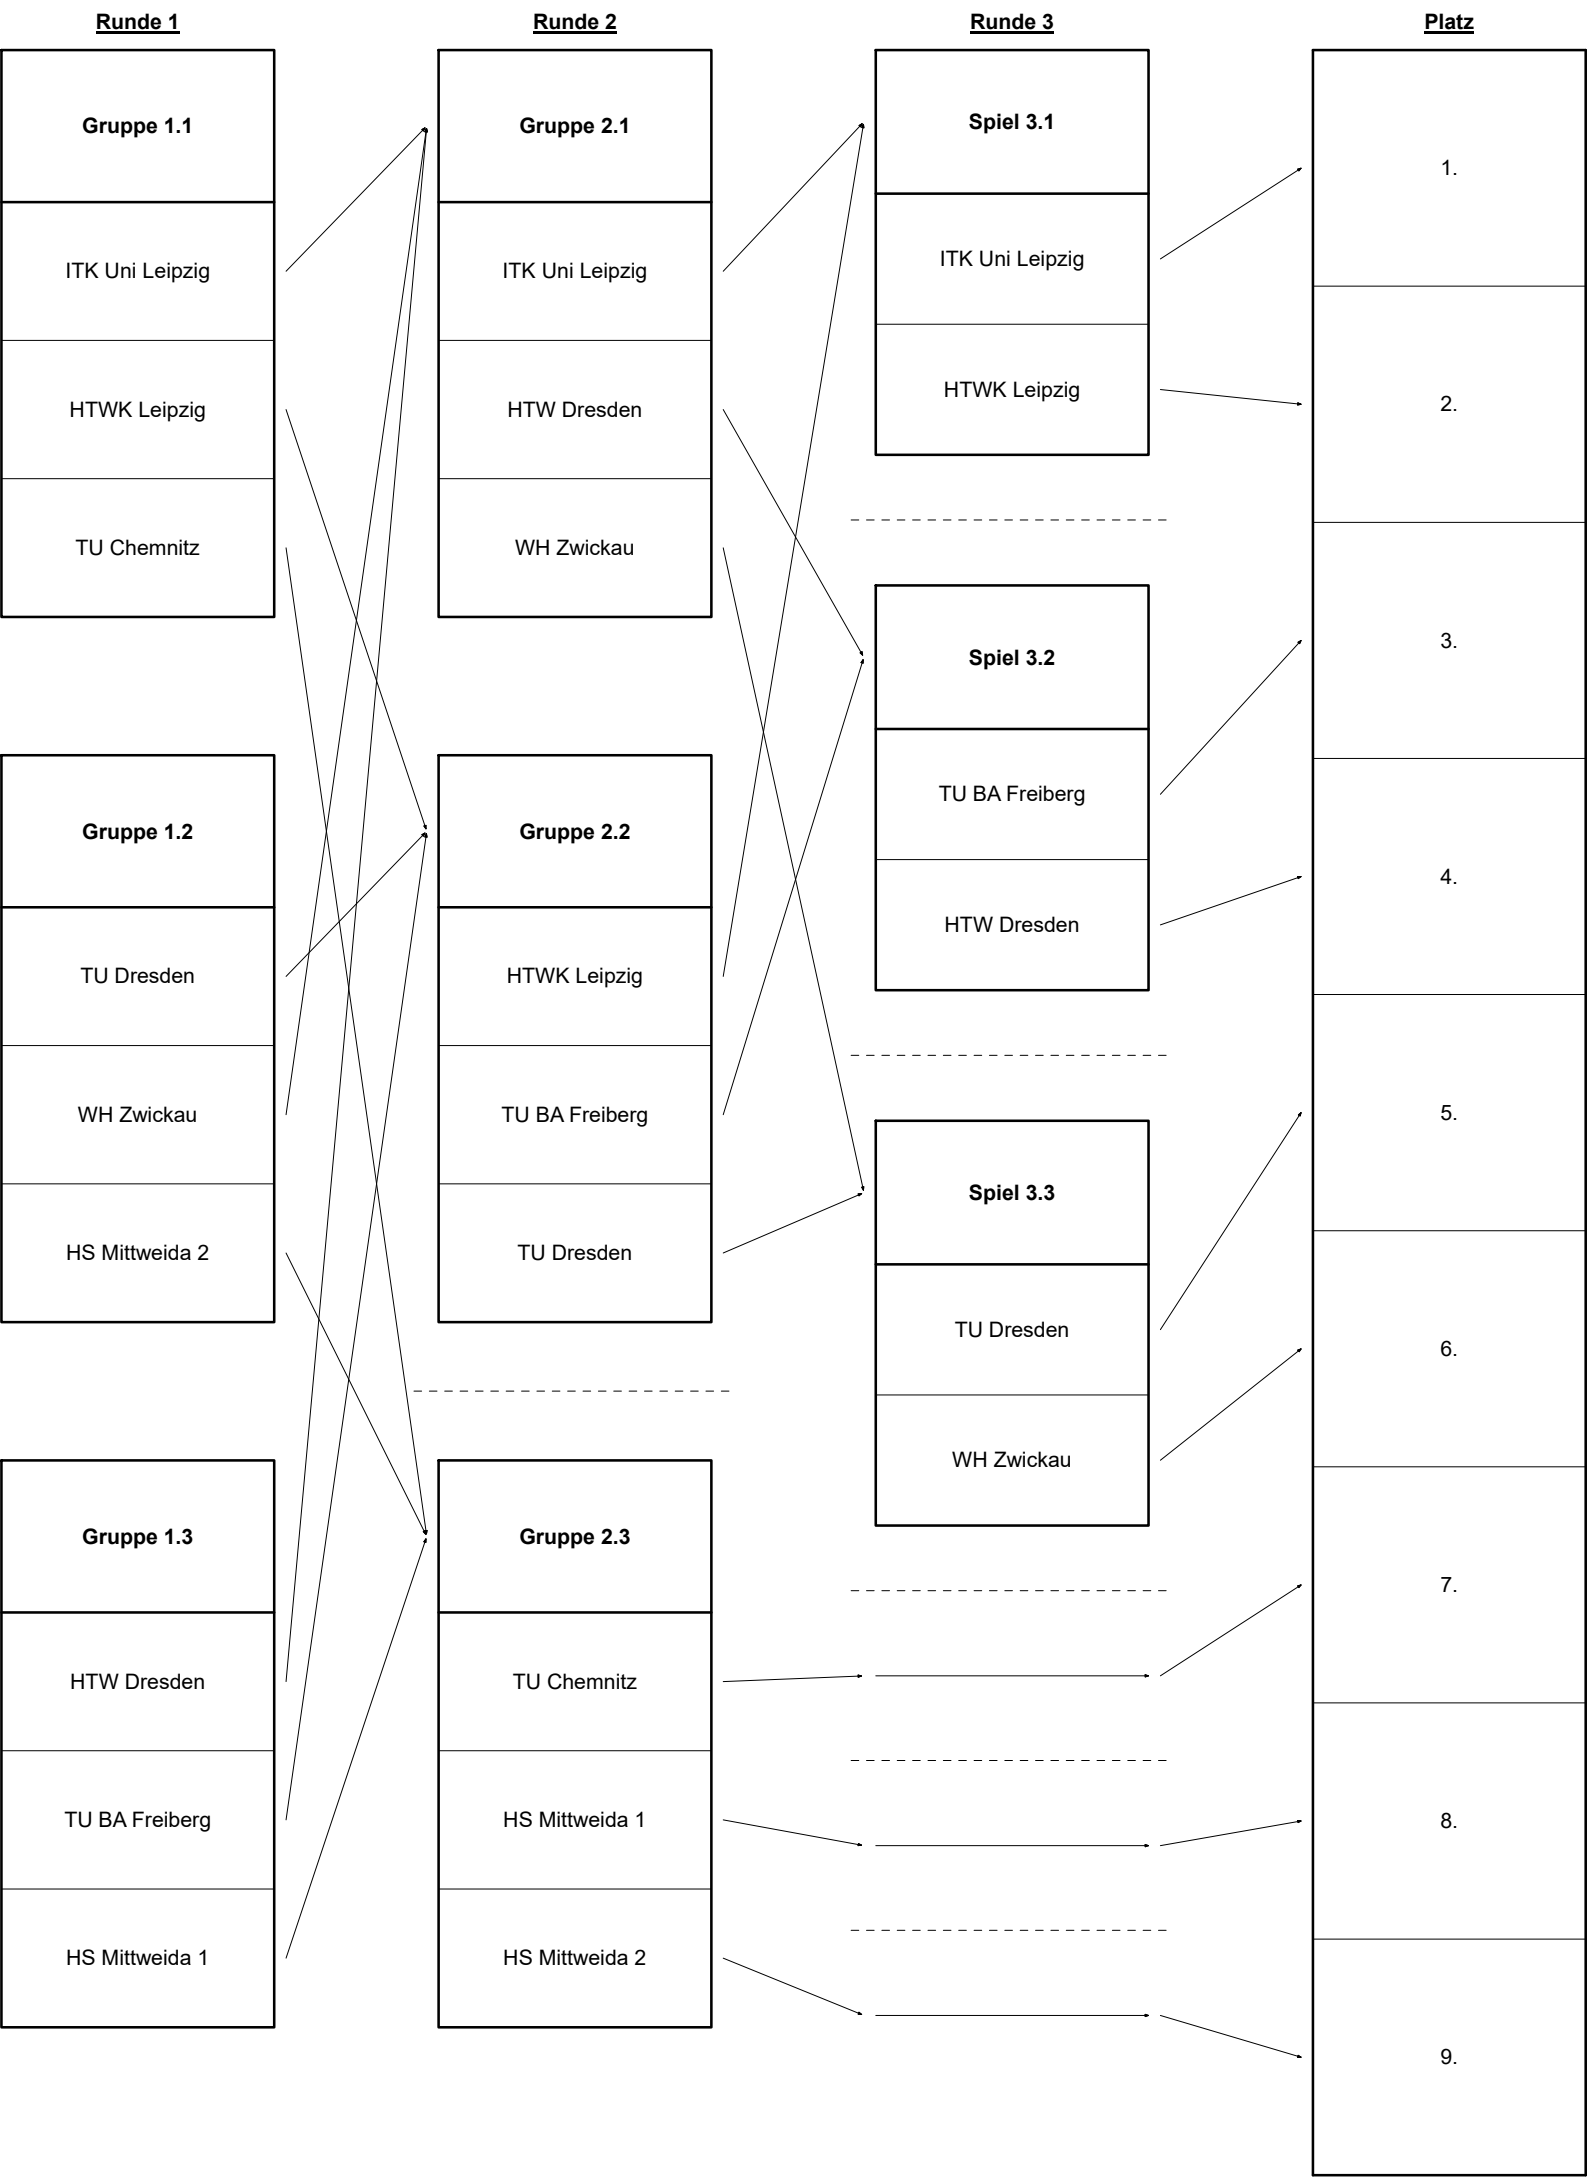 Runde 1
Gruppe 1.1
ITK Uni Leipzig
HTWK Leipzig
TU Chemnitz
Gruppe 1.2
TU Dresden
WH Zwickau
HS Mittweida 2
Gruppe 1.3
HTW Dresden
TU BA Freiberg
HS Mittweida 1
Runde 2
Gruppe 2.1
ITK Uni Leipzig
HTW Dresden
WH Zwickau
Gruppe 2.2
HTWK Leipzig
TU BA Freiberg
TU Dresden
Gruppe 2.3
TU Chemnitz
HS Mittweida 1
HS Mittweida 2
Runde 3
Spiel 3.1
ITK Uni Leipzig
HTWK Leipzig
Spiel 3.2
TU BA Freiberg
HTW Dresden
Spiel 3.3
TU Dresden
WH Zwickau
Platz
1.
2.
3.
4.
5.
6.
7.
8.
9.